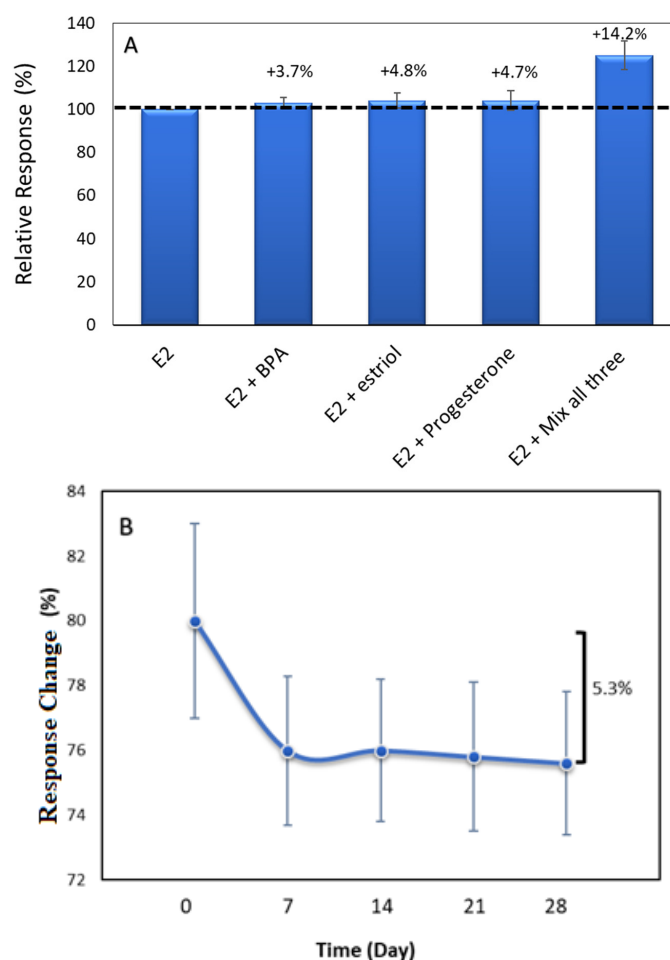 A
140
120
100
80
60
40
20
0
Relative Response (%)
+3.7%
+4.8%
+4.7%
+14.2%
E2
E2 + BPA
E2 + estriol
E2 + Progesterone
E2 + Mix all three
B
84
82
80
78
76
74
72
Response Change (%)
5.3%
0 7 14 21 28
Time (Day)